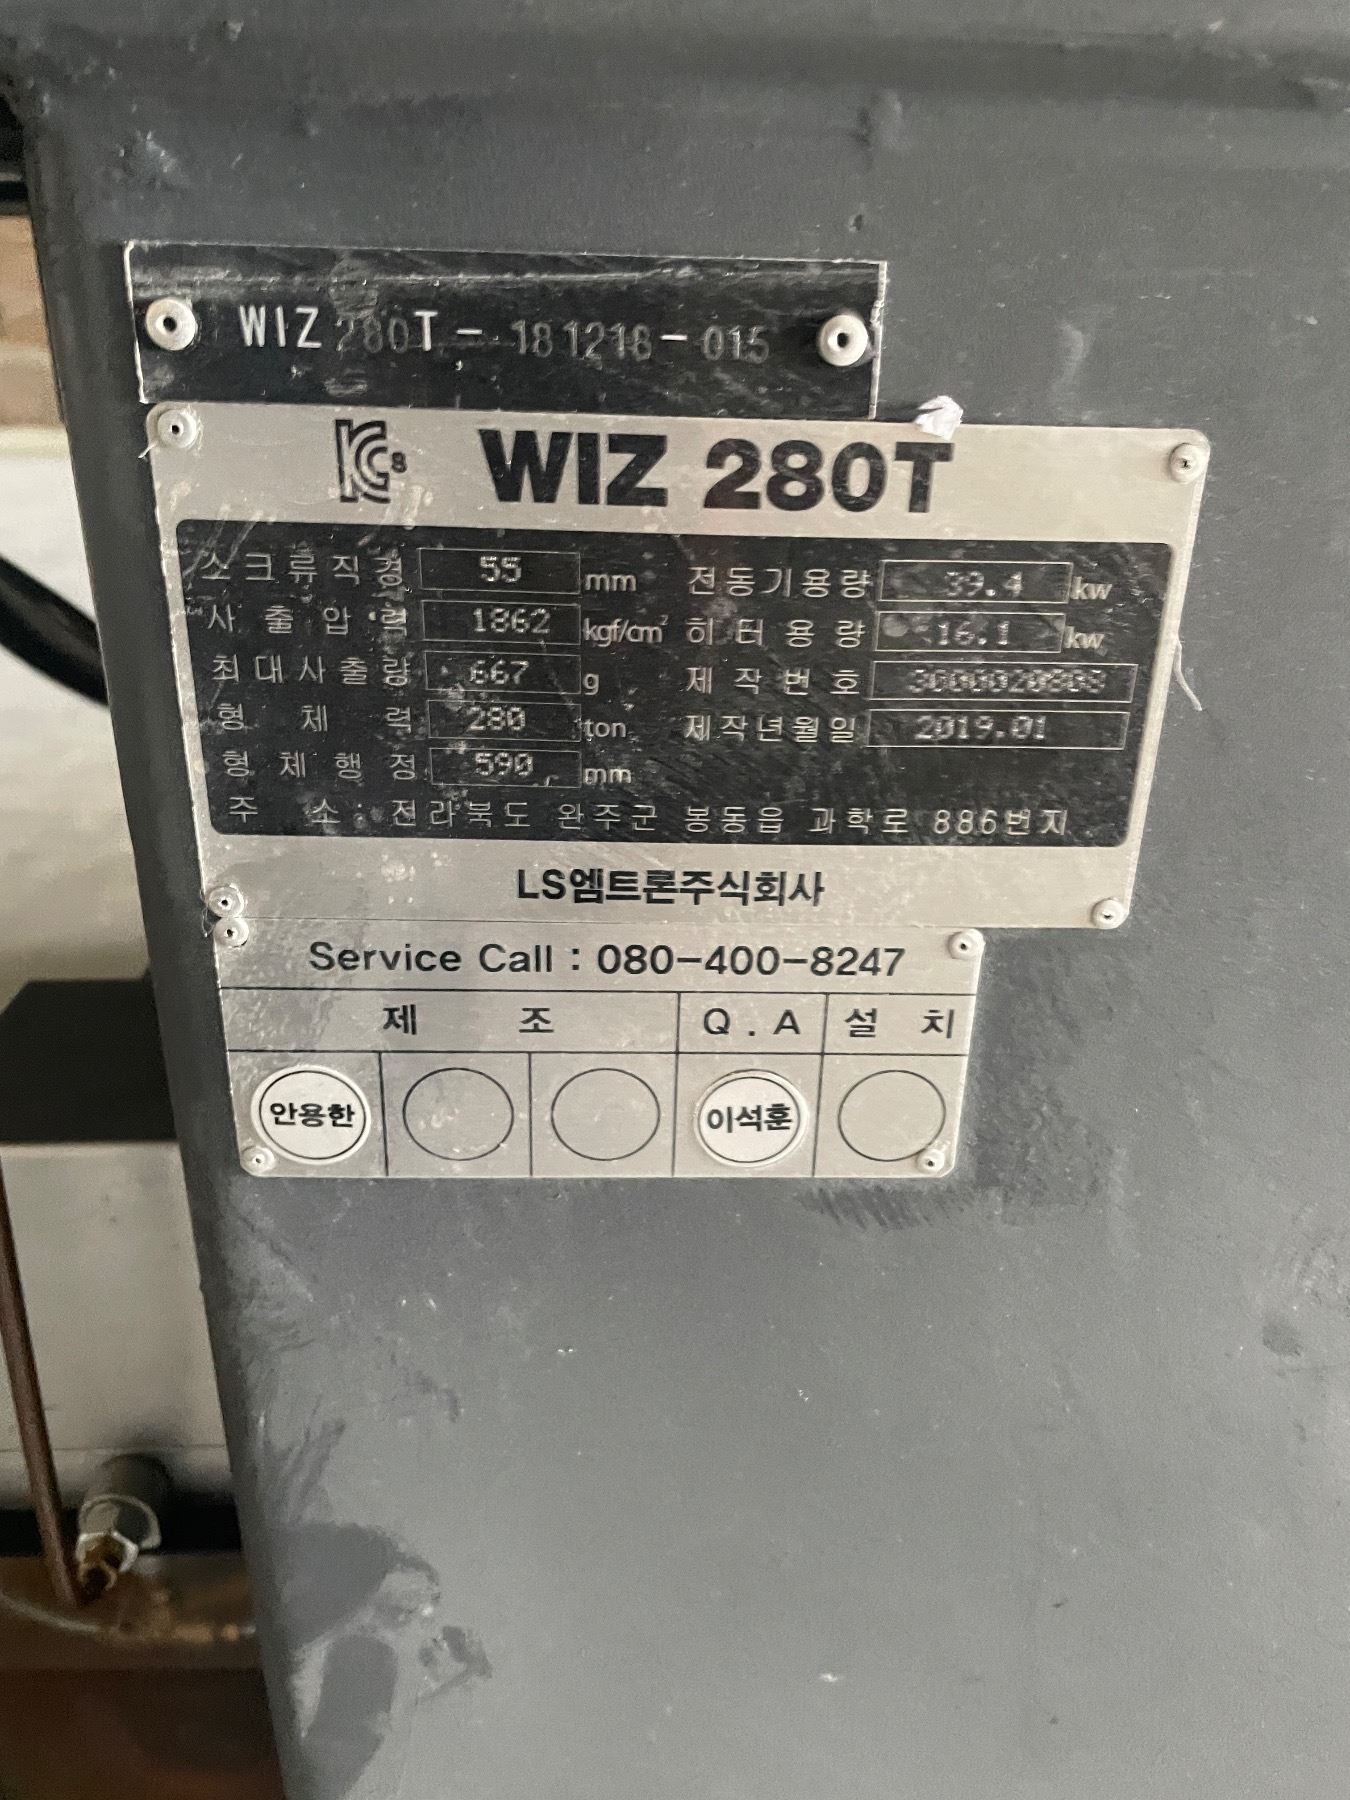 WIZ 280T - 181218 - 015
KCs WIZ 280T
스크류직경 55 mm 전동기용량 39.4 kw
사출압력 1862 kgf/cm² 히터용량 16.1 kw
최대사출량 667 g 제작번호
형체력 280 ton 제작년월일 2019.01
형체행정 590 mm
주 소 : 전라북도 완주군 봉동읍 과학로 886번지
LS엠트론주식회사
Service Call : 080-400-8247
제 조 Q . A 설 치
안용한 이석훈